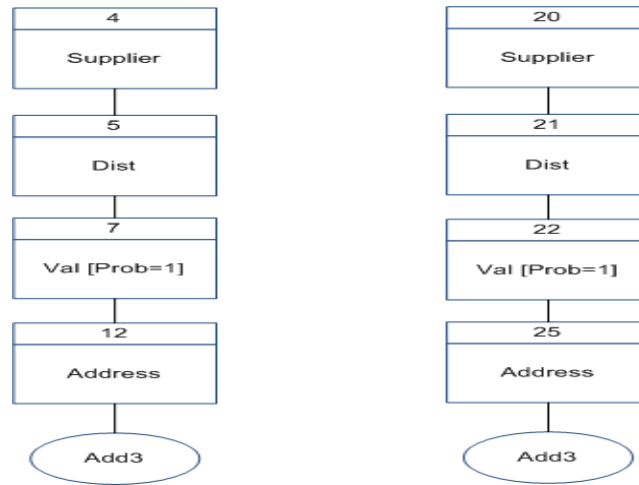 4
Supplier
5
Dist
7
Val [Prob=1]
12
Address
Add3
20
Supplier
21
Dist
22
Val [Prob=1]
25
Address
Add3